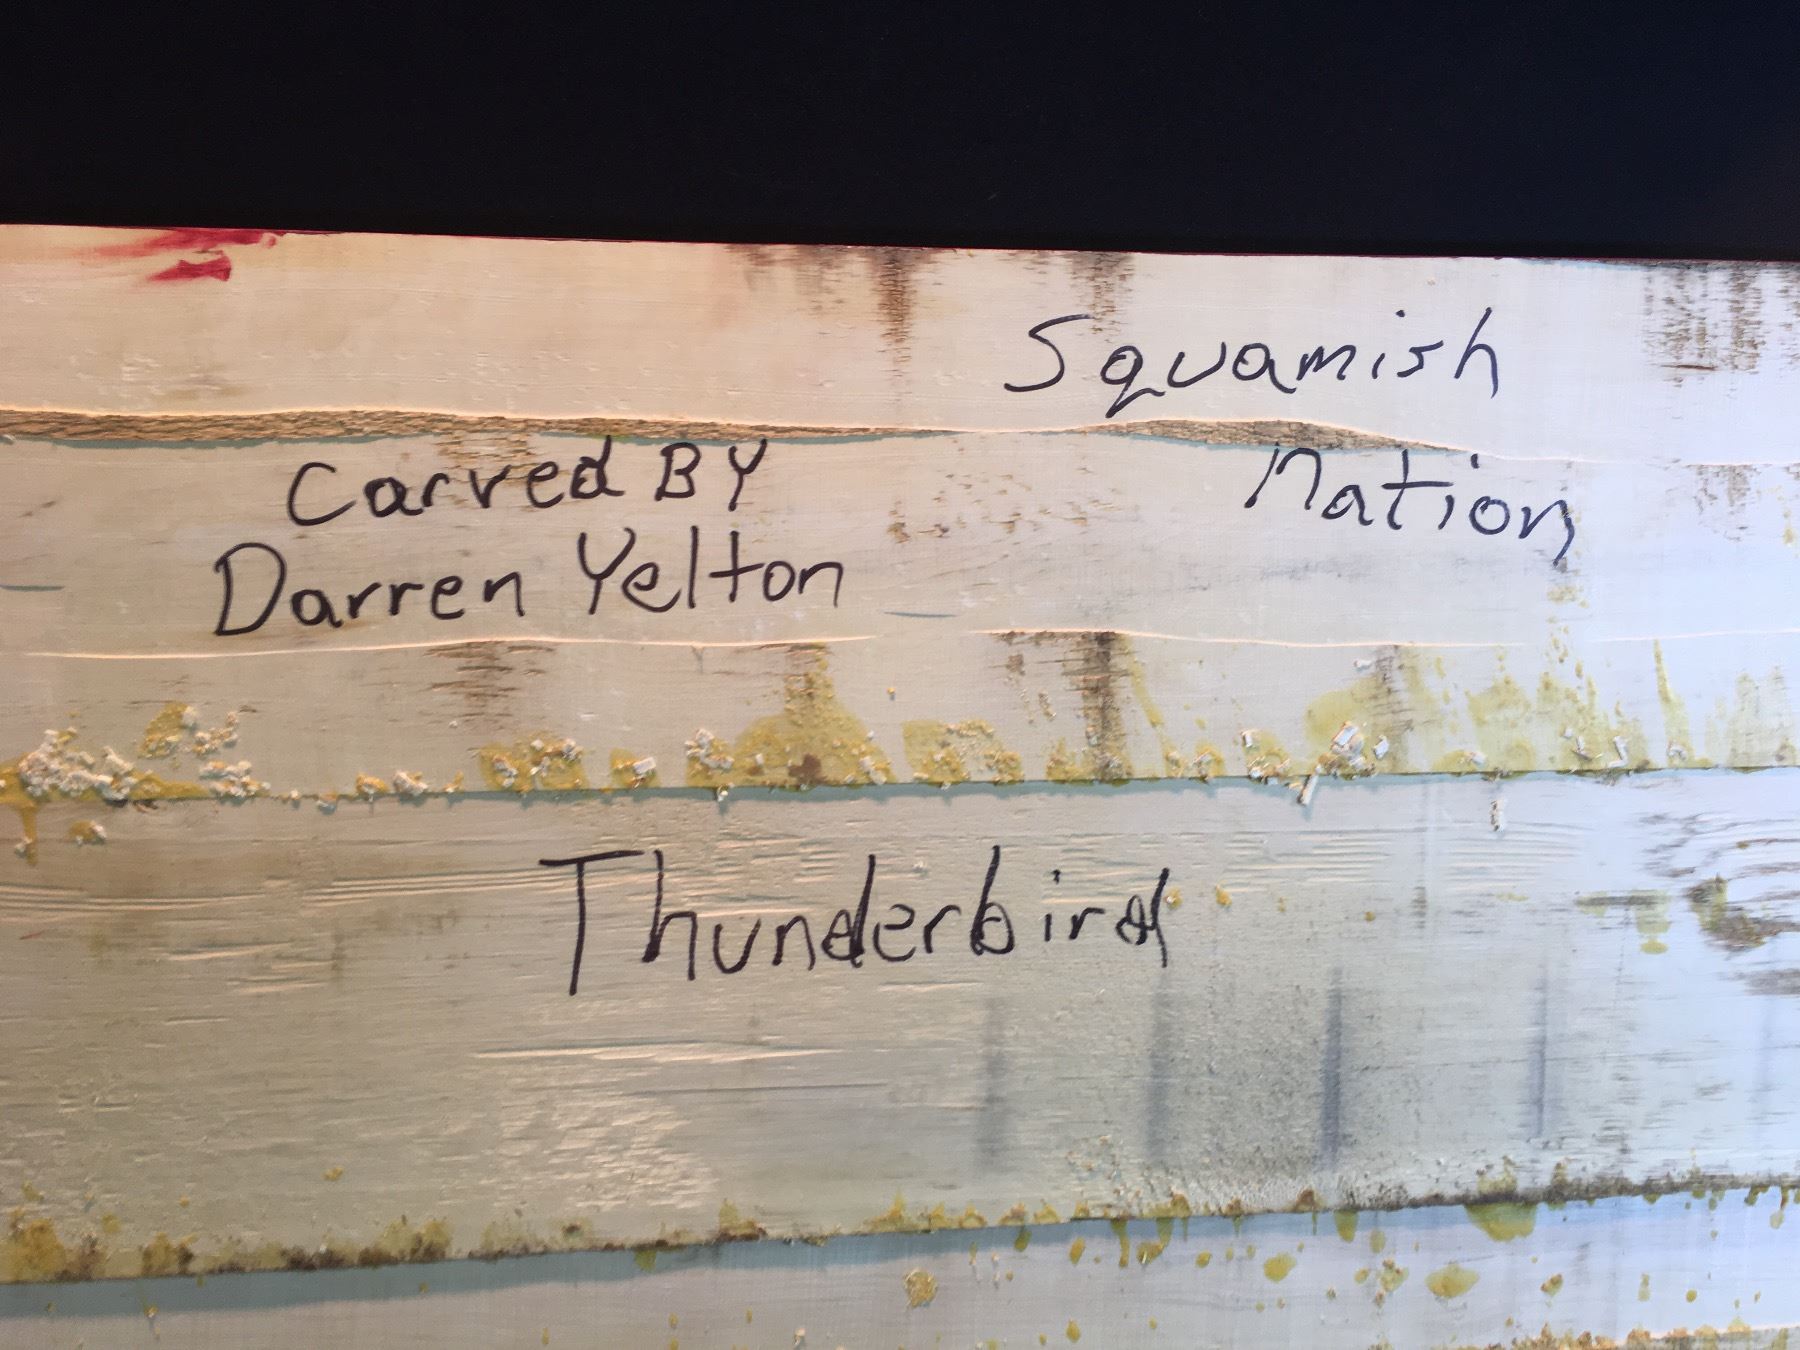 Squamish
Nation
Carved BY
Darren Yelton
Thunderbird